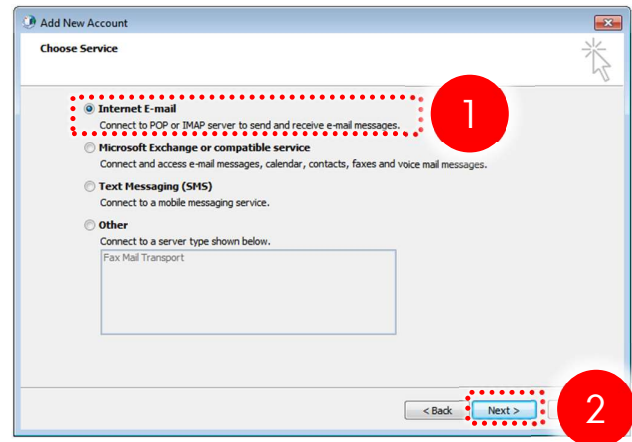 Add New Account
Choose Service
Internet E-mail
Connect to POP or IMAP server to send and receive e-mail messages.
1
Microsoft Exchange or compatible service
Connect and access e-mail messages, calendar, contacts, faxes and voice mail messages.
Text Messaging (SMS)
Connect to a mobile messaging service.
Other
Connect to a server type shown below.
Fax Mail Transport
< Back
Next >
2